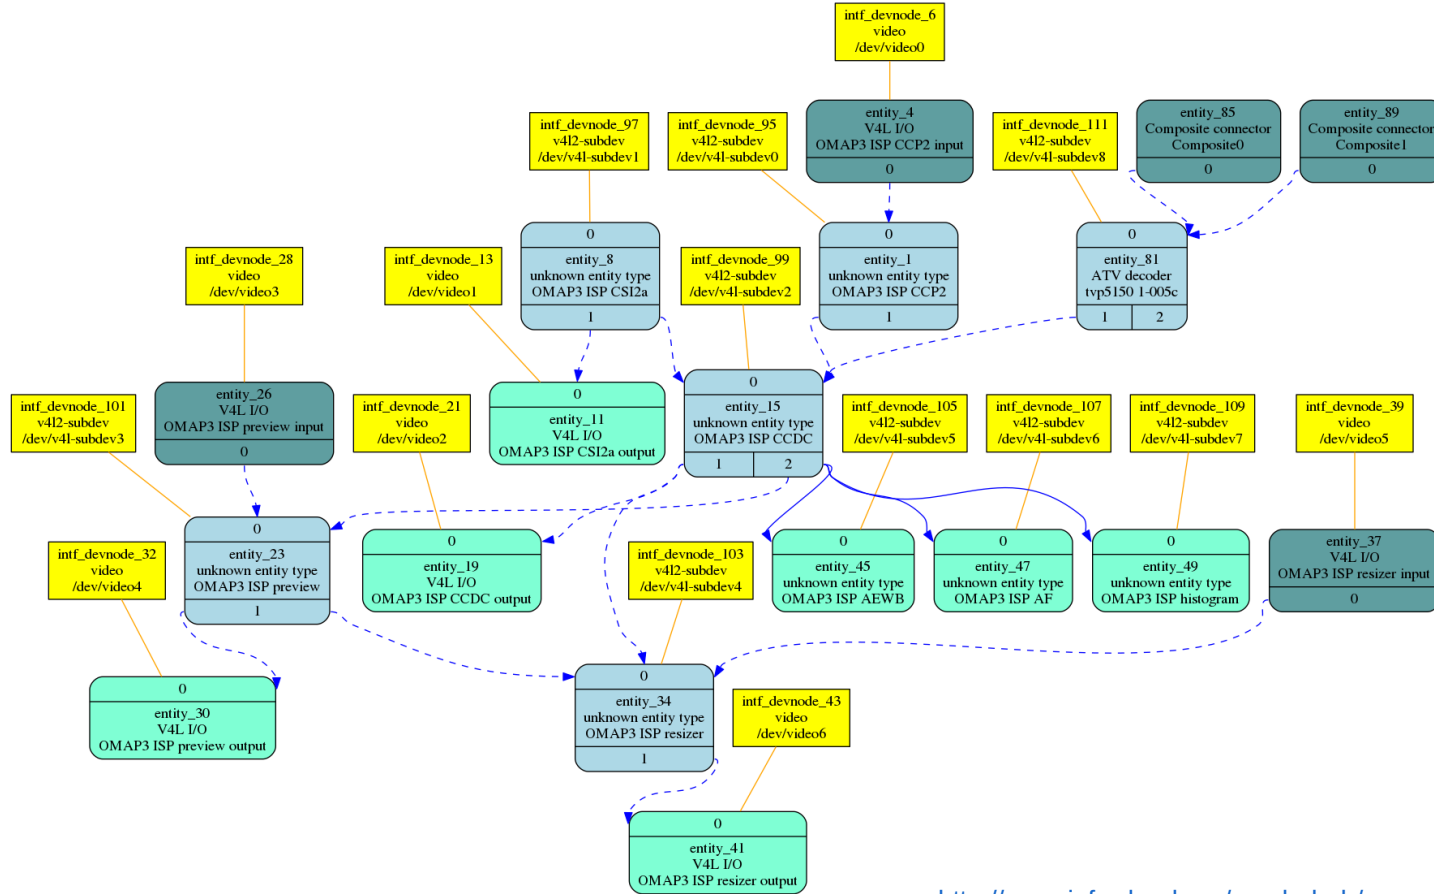 intf_devnode_6
video
/dev/video0
entity_4
V4L I/O
OMAP3 ISP CCP2 input
0
entity_85
Composite connector
Composite0
0
entity_89
Composite connector
Composite1
0
intf_devnode_97
v4l2-subdev
/dev/v4l-subdev1
intf_devnode_95
v4l2-subdev
/dev/v4l-subdev0
intf_devnode_111
v4l2-subdev
/dev/v4l-subdev8
0
entity_8
unknown entity type
OMAP3 ISP CSI2a
1
0
entity_1
unknown entity type
OMAP3 ISP CCP2
1
0
entity_81
ATV decoder
tvp5150 1-005c
1 2
intf_devnode_28
video
/dev/video3
intf_devnode_13
video
/dev/video1
intf_devnode_99
v4l2-subdev
/dev/v4l-subdev2
entity_26
V4L I/O
OMAP3 ISP preview input
0
0
entity_11
V4L I/O
OMAP3 ISP CSI2a output
0
entity_15
unknown entity type
OMAP3 ISP CCDC
1 2
intf_devnode_101
v4l2-subdev
/dev/v4l-subdev3
intf_devnode_21
video
/dev/video2
intf_devnode_105
v4l2-subdev
/dev/v4l-subdev5
intf_devnode_107
v4l2-subdev
/dev/v4l-subdev6
intf_devnode_109
v4l2-subdev
/dev/v4l-subdev7
intf_devnode_39
video
/dev/video5
0
entity_23
unknown entity type
OMAP3 ISP preview
1
0
entity_19
V4L I/O
OMAP3 ISP CCDC output
0
entity_45
unknown entity type
OMAP3 ISP AEWB
0
entity_47
unknown entity type
OMAP3 ISP AF
0
entity_49
unknown entity type
OMAP3 ISP histogram
entity_37
V4L I/O
OMAP3 ISP resizer input
0
intf_devnode_32
video
/dev/video4
intf_devnode_103
v4l2-subdev
/dev/v4l-subdev4
0
entity_30
V4L I/O
OMAP3 ISP preview output
0
entity_34
unknown entity type
OMAP3 ISP resizer
1
intf_devnode_43
video
/dev/video6
0
entity_41
V4L I/O
OMAP3 ISP resizer output